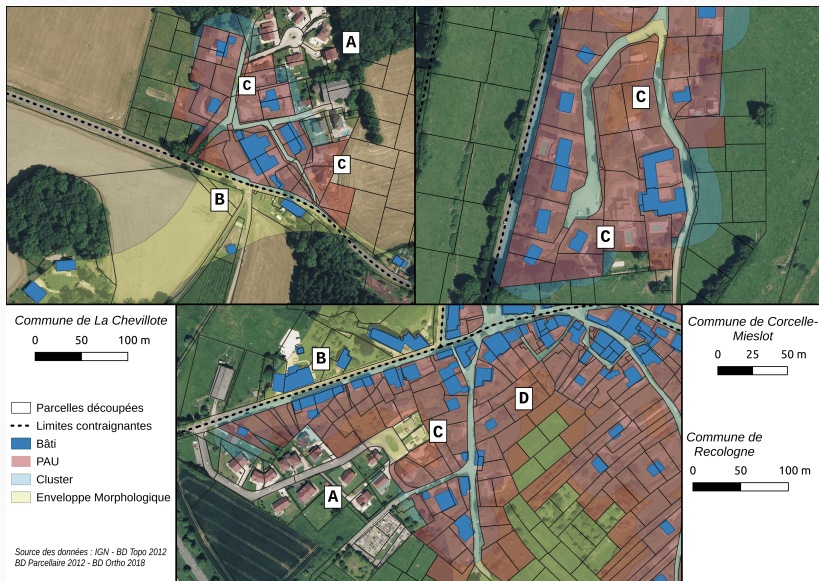 A
C
C
B
C
C
Commune de La Chevillote
0 50 100 m
Parcelles découpées
Limites contraignantes
Bâti
PAU
Cluster
Enveloppe Morphologique
Source des données : IGN - BD Topo 2012
BD Parcellaire 2012 - BD Ortho 2018
B
D
C
A
Commune de Corcelle-
Mieslot
0 25 50 m
Commune de
Recologne
0 50 100 m